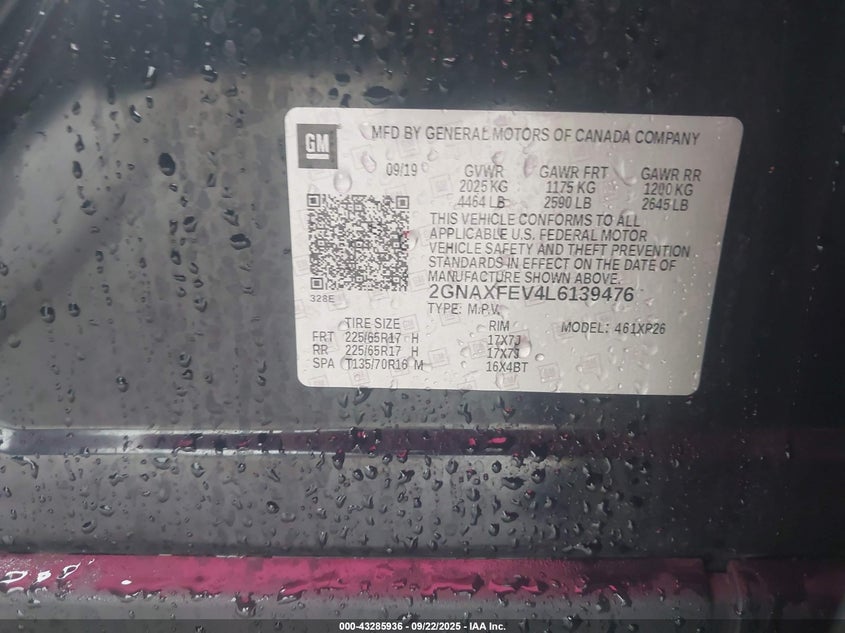 GM
MFD BY GENERAL MOTORS OF CANADA COMPANY
09/19 GVWR GAWR FRT GAWR RR
2025 KG 1175 KG 1200 KG
4464 LB 2590 LB 2645 LB
THIS VEHICLE CONFORMS TO ALL
APPLICABLE U.S. FEDERAL MOTOR
VEHICLE SAFETY AND THEFT PREVENTION
STANDARDS IN EFFECT ON THE DATE OF
MANUFACTURE SHOWN ABOVE.
328E
2GNAXFEV4L6139476
TYPE: M.P.V.
TIRE SIZE RIM MODEL: 461XP26
FRT 225/65R17 H 17X7J
RR 225/65R17 H 17X7J
SPA T135/70R16 M 16X4BT
000-43285936 - 09/22/2025 - IAA Inc.